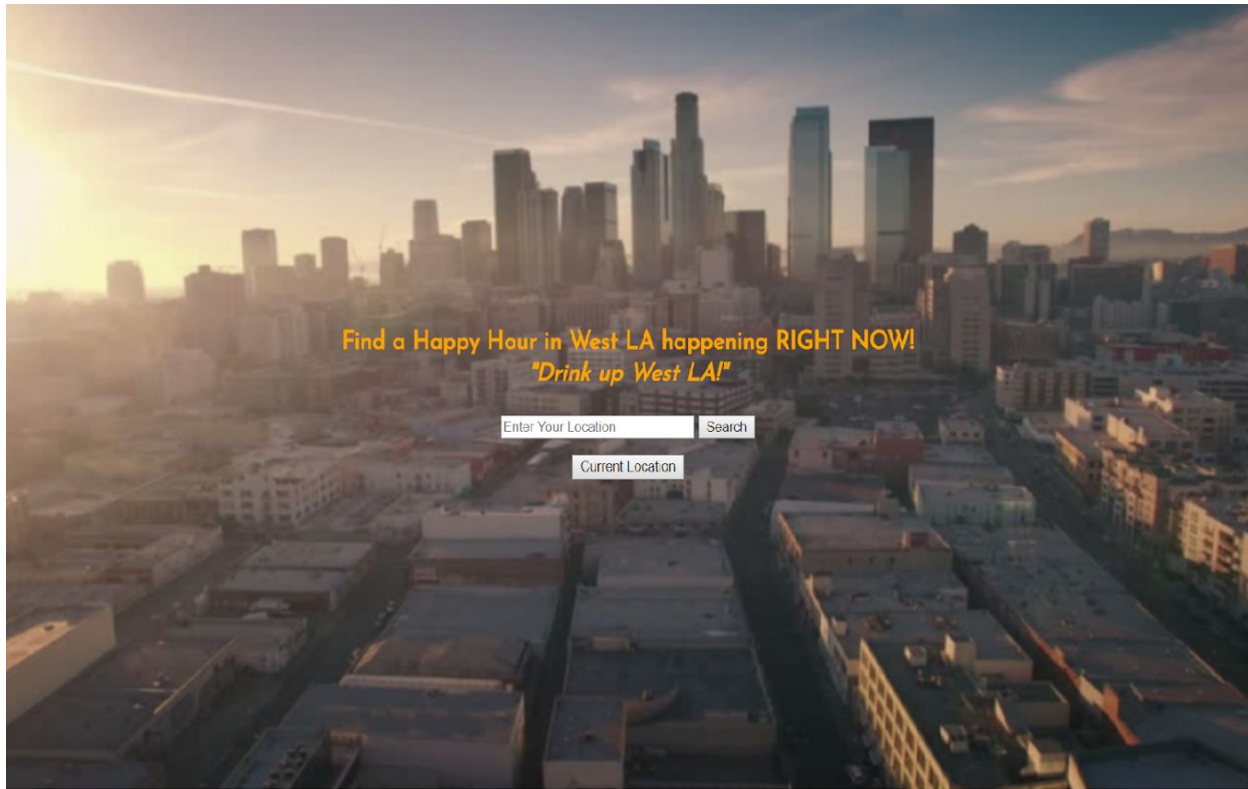 Find a Happy Hour in West LA happening RIGHT NOW!
"Drink up West LA!"
Enter Your Location Search
Current Location